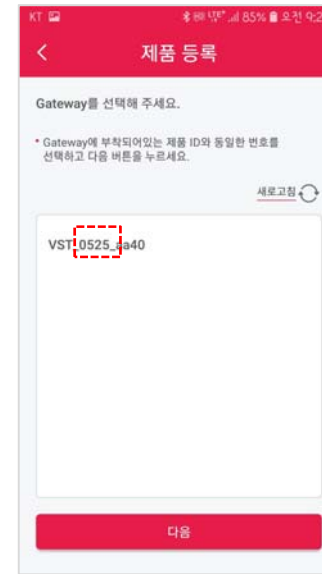 KT 85% 오전 9:2
제품 등록
Gateway를 선택해 주세요.
* Gateway에 부착되어있는 제품 ID와 동일한 번호를
선택하고 다음 버튼을 누르세요.
새로고침
VST_0525_aa40
다음